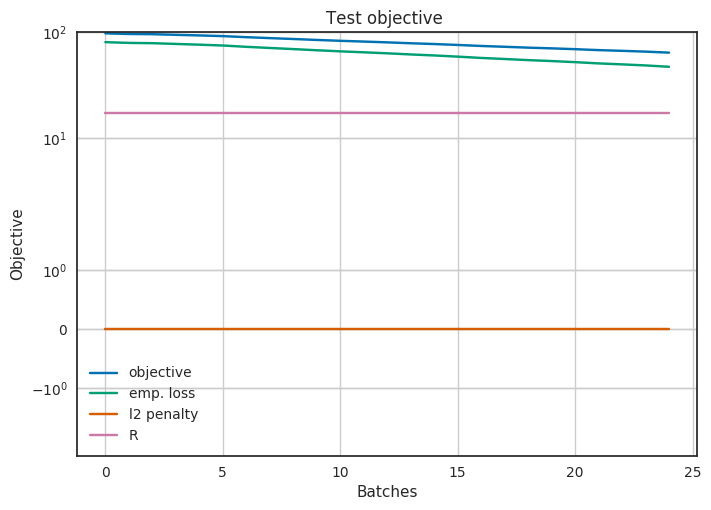 Test objective
10²
10¹
10⁰
0
−10⁰
Objective
objective
emp. loss
l2 penalty
R
0 5 10 15 20 25
Batches